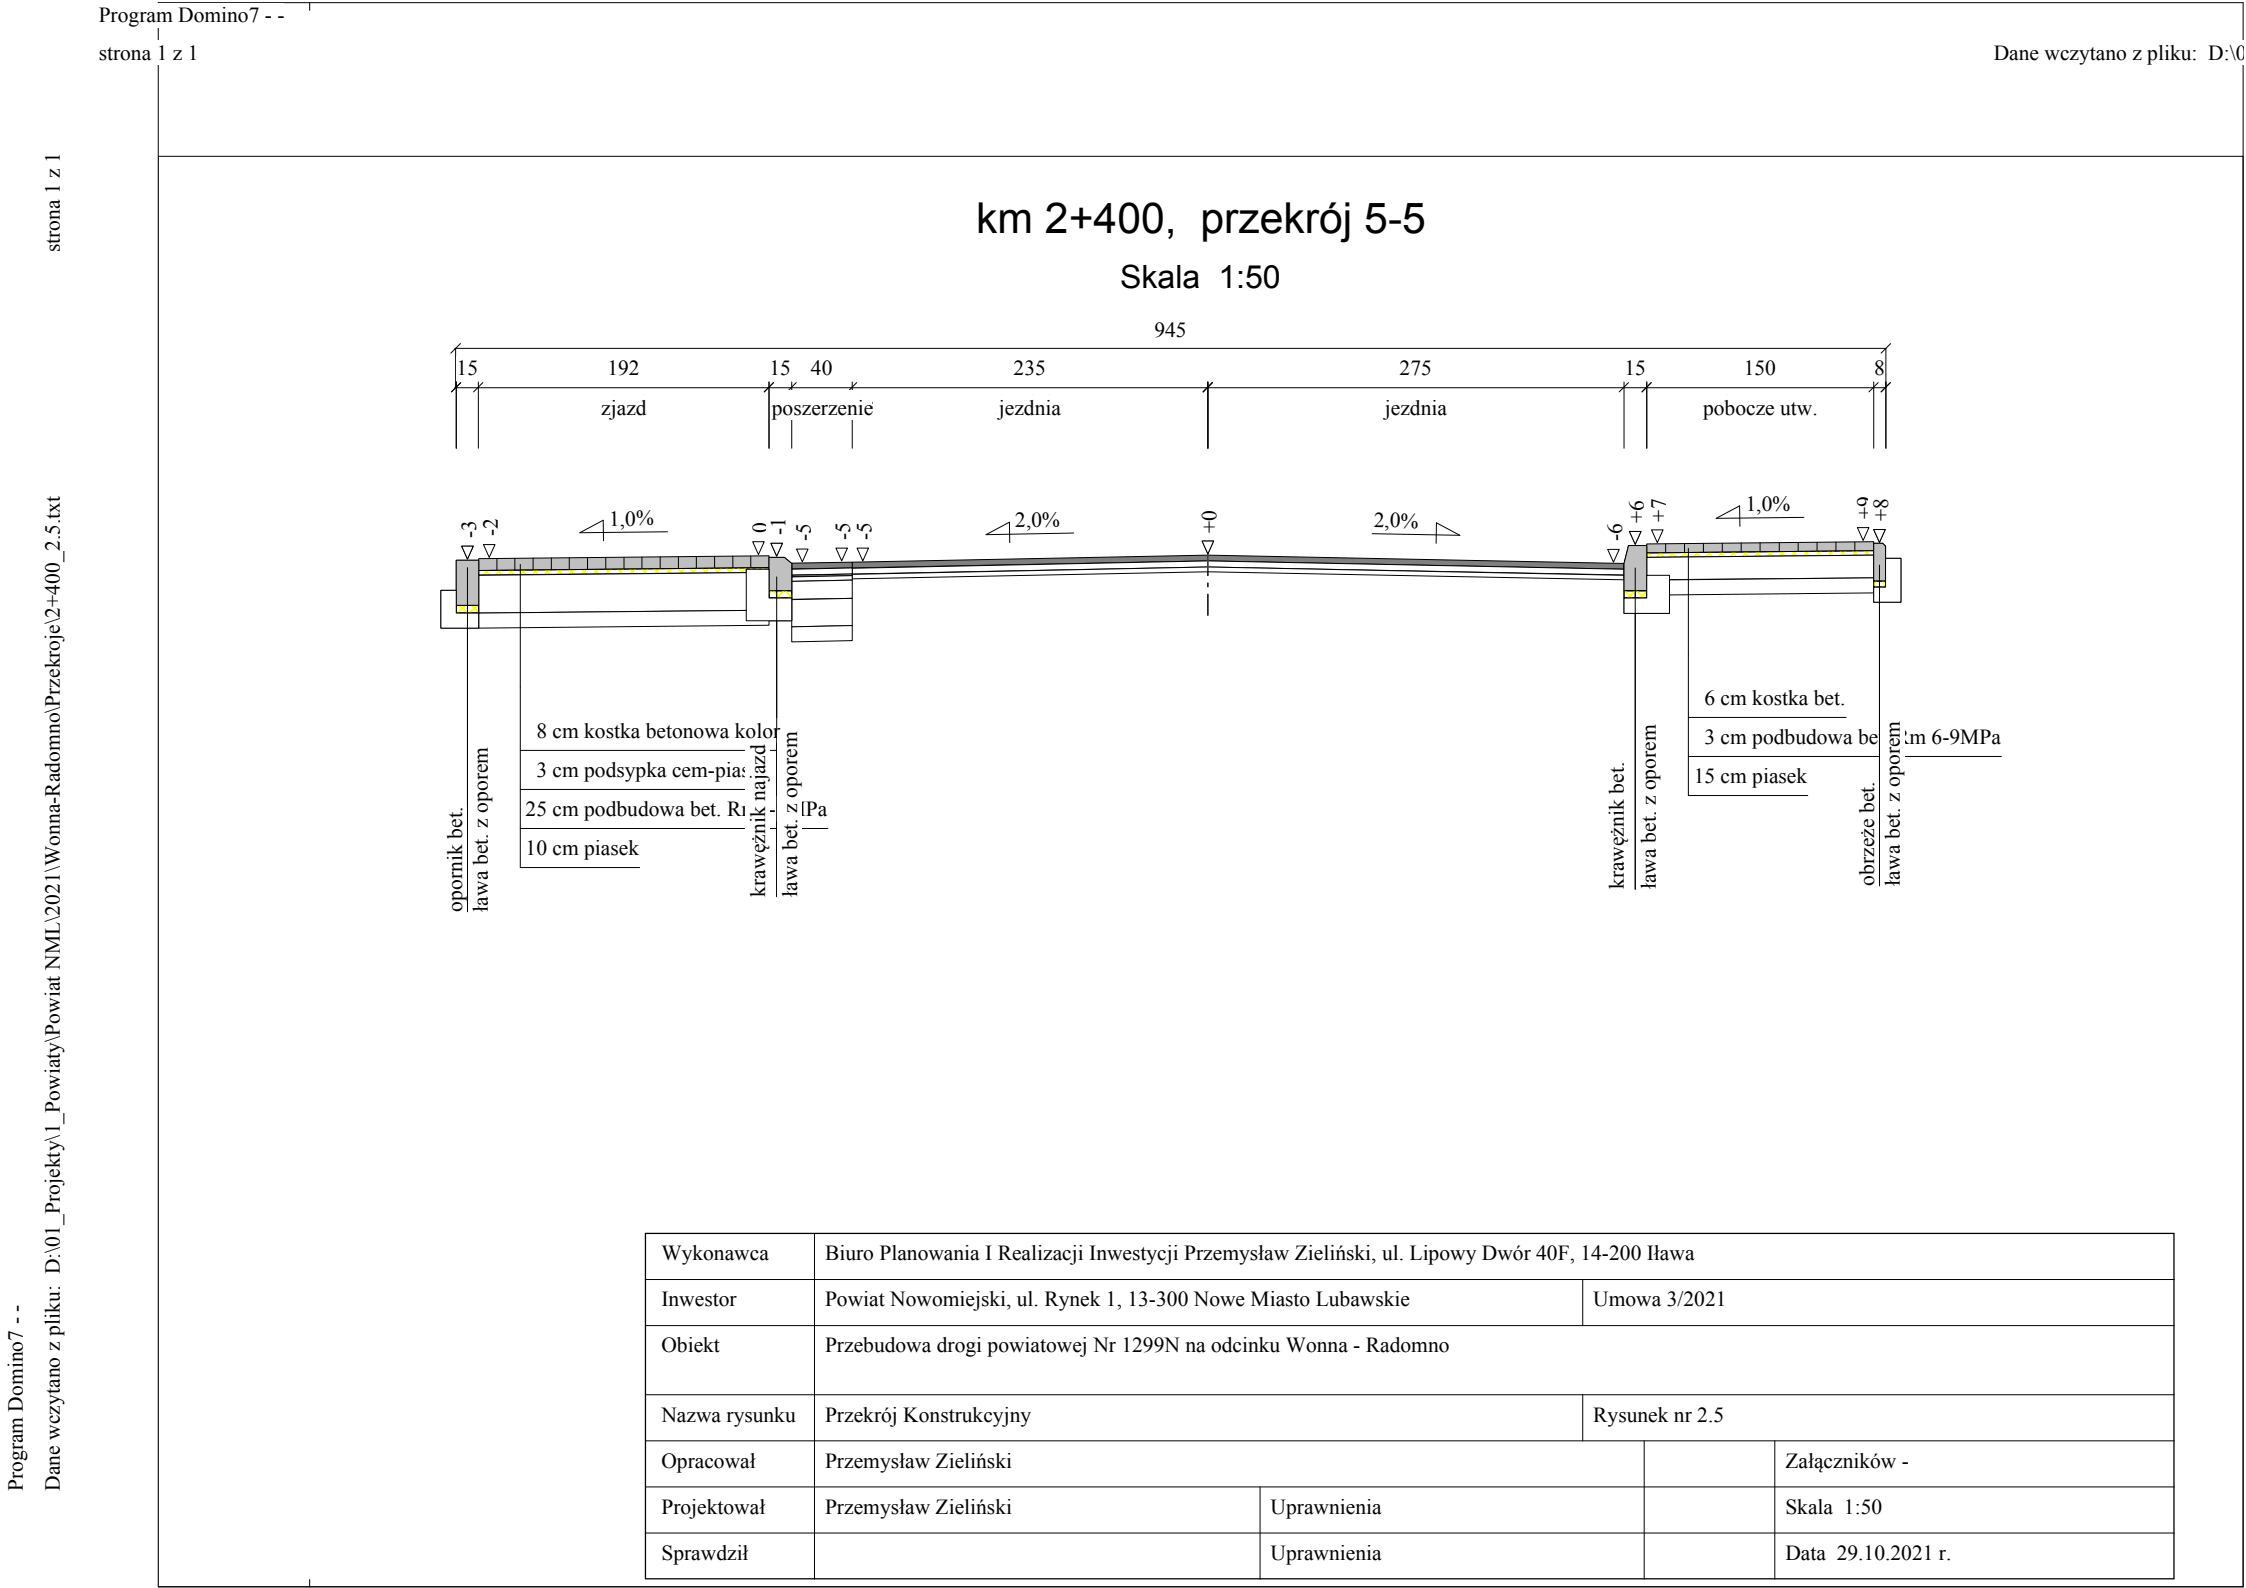 Program Domino7 - -
strona 1 z 1
Dane wczytano z pliku: D:\0
strona 1 z 1
Dane wczytano z pliku: D:\01_Projekty\1_Powiaty\Powiat NML\2021\Wonna-Radomno\Przekroje\2+400_2.5.txt
Program Domino7 - -
km 2+400, przekrój 5-5
Skala 1:50
945
15 192 15 40 235 275 15 150 8
zjazd poszerzenie jezdnia jezdnia pobocze utw.
-3 -2 1,0% 0 -1 -5 -5 -5 2,0% +0 2,0% -6 +6 +7 1,0% +9 +8
8 cm kostka betonowa kolor
3 cm podsypka cem-pias.
25 cm podbudowa bet. - Pa
10 cm piasek
opornik bet.
ława bet. z oporem
krawężnik najazd
ława bet. z oporem
krawężnik bet.
ława bet. z oporem
6 cm kostka bet.
3 cm podbudowa be m 6-9MPa
15 cm piasek
obrzeże bet.
ława bet. z oporem
Wykonawca Biuro Planowania I Realizacji Inwestycji Przemysław Zieliński, ul. Lipowy Dwór 40F, 14-200 Iława
Inwestor Powiat Nowomiejski, ul. Rynek 1, 13-300 Nowe Miasto Lubawskie Umowa 3/2021
Obiekt Przebudowa drogi powiatowej Nr 1299N na odcinku Wonna - Radomno
Nazwa rysunku Przekrój Konstrukcyjny Rysunek nr 2.5
Opracował Przemysław Zieliński Załączników -
Projektował Przemysław Zieliński Uprawnienia Skala 1:50
Sprawdził Uprawnienia Data 29.10.2021 r.